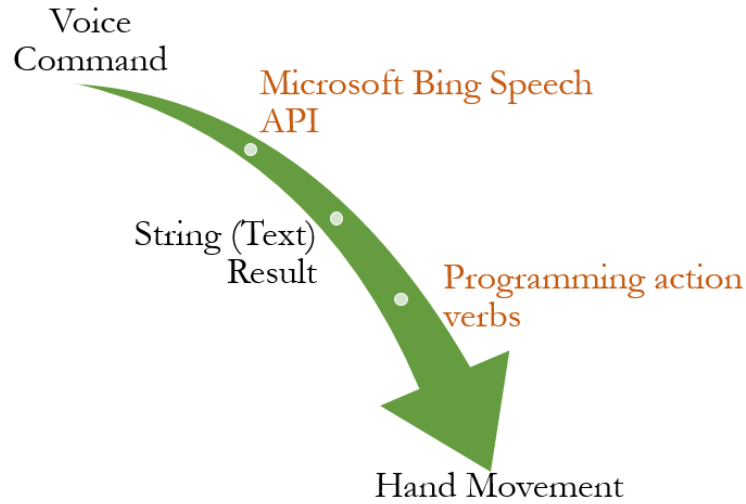 Voice
Command
Microsoft Bing Speech
API
String (Text)
Result
Programming action
verbs
Hand Movement